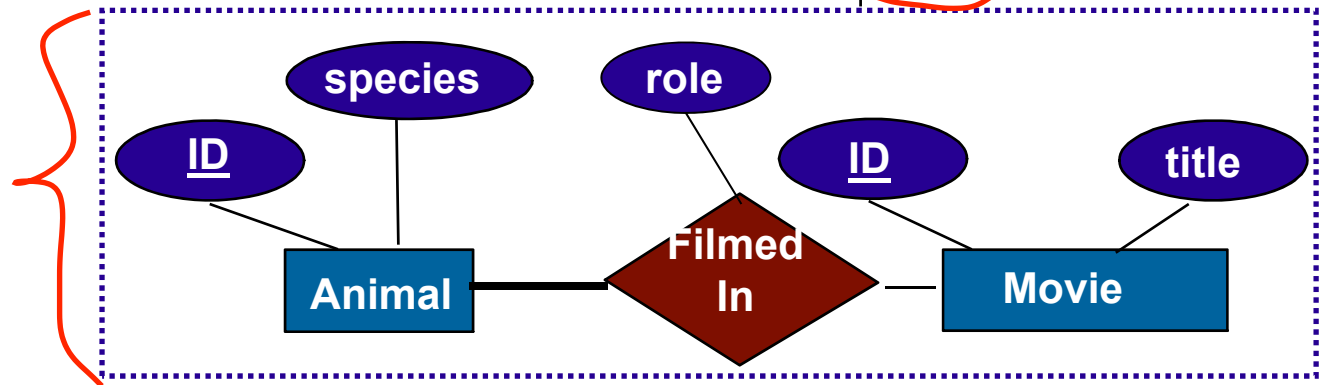 species
role
ID
ID
title
Filmed
In
Animal
Movie